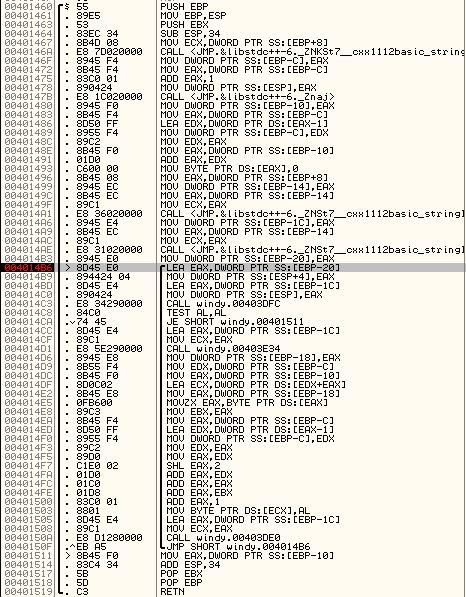 00401460 $ 55 PUSH EBP
00401461 . 89E5 MOV EBP,ESP
00401463 . 53 PUSH EBX
00401464 . 83EC 34 SUB ESP,34
00401467 . 8B4D 08 MOV ECX,DWORD PTR SS:[EBP+8]
0040146A . E8 7D020000 CALL <JMP.&libstdc++-6._ZNKSt7__cxx1112basic_string
0040146F . 8945 F4 MOV DWORD PTR SS:[EBP-C],EAX
00401472 . 8B45 F4 MOV EAX,DWORD PTR SS:[EBP-C]
00401475 . 83C0 01 ADD EAX,1
00401478 . 890424 MOV DWORD PTR SS:[ESP],EAX
0040147B . E8 1C020000 CALL <JMP.&libstdc++-6._Znaj>
00401480 . 8945 F0 MOV DWORD PTR SS:[EBP-10],EAX
00401483 . 8B45 F4 MOV EAX,DWORD PTR SS:[EBP-C]
00401486 . 8D50 FF LEA EDX,DWORD PTR DS:[EAX-1]
00401489 . 8955 F4 MOV DWORD PTR SS:[EBP-C],EDX
0040148C . 89C2 MOV EDX,EAX
0040148E . 8B45 F0 MOV EAX,DWORD PTR SS:[EBP-10]
00401491 . 01D0 ADD EAX,EDX
00401493 . C600 00 MOV BYTE PTR DS:[EAX],0
00401496 . 8B45 08 MOV EAX,DWORD PTR SS:[EBP+8]
00401499 . 8945 EC MOV DWORD PTR SS:[EBP-14],EAX
0040149C . 8B45 EC MOV EAX,DWORD PTR SS:[EBP-14]
0040149F . 89C1 MOV ECX,EAX
004014A1 . E8 36020000 CALL <JMP.&libstdc++-6._ZNSt7__cxx1112basic_string]
004014A6 . 8945 E4 MOV DWORD PTR SS:[EBP-1C],EAX
004014A9 . 8B45 EC MOV EAX,DWORD PTR SS:[EBP-14]
004014AC . 89C1 MOV ECX,EAX
004014AE . E8 31020000 CALL <JMP.&libstdc++-6._ZNSt7__cxx1112basic_string]
004014B3 . 8945 E0 MOV DWORD PTR SS:[EBP-20],EAX
004014B6 > 8D45 E0 LEA EAX,DWORD PTR SS:[EBP-20]
004014B9 . 894424 04 MOV DWORD PTR SS:[ESP+4],EAX
004014BD . 8D45 E4 LEA EAX,DWORD PTR SS:[EBP-1C]
004014C0 . 890424 MOV DWORD PTR SS:[ESP],EAX
004014C3 . E8 34290000 CALL windy.00403DFC
004014C8 . 84C0 TEST AL,AL
004014CA .v74 45 JE SHORT windy.00401511
004014CC . 8D45 E4 LEA EAX,DWORD PTR SS:[EBP-1C]
004014CF . 89C1 MOV ECX,EAX
004014D1 . E8 5E290000 CALL windy.00403E34
004014D6 . 8945 E8 MOV DWORD PTR SS:[EBP-18],EAX
004014D9 . 8B55 F4 MOV EDX,DWORD PTR SS:[EBP-C]
004014DC . 8B45 F0 MOV EAX,DWORD PTR SS:[EBP-10]
004014DF . 8D0C02 LEA ECX,DWORD PTR DS:[EDX+EAX]
004014E2 . 8B45 E8 MOV EAX,DWORD PTR SS:[EBP-18]
004014E5 . 0FB600 MOVZX EAX,BYTE PTR DS:[EAX]
004014E8 . 89C3 MOV EBX,EAX
004014EA . 8B45 F4 MOV EAX,DWORD PTR SS:[EBP-C]
004014ED . 8D50 FF LEA EDX,DWORD PTR DS:[EAX-1]
004014F0 . 8955 F4 MOV DWORD PTR SS:[EBP-C],EDX
004014F3 . 89C2 MOV EDX,EAX
004014F5 . 89D0 MOV EAX,EDX
004014F7 . C1E0 02 SHL EAX,2
004014FA . 01D0 ADD EAX,EDX
004014FC . 01C0 ADD EAX,EAX
004014FE . 01D8 ADD EAX,EBX
00401500 . 83C0 01 ADD EAX,1
00401503 . 8801 MOV BYTE PTR DS:[ECX],AL
00401505 . 8D45 E4 LEA EAX,DWORD PTR SS:[EBP-1C]
00401508 . 89C1 MOV ECX,EAX
0040150A . E8 D1280000 CALL windy.00403DE0
0040150F .^EB A5 JMP SHORT windy.004014B6
00401511 > 8B45 F0 MOV EAX,DWORD PTR SS:[EBP-10]
00401514 . 83C4 34 ADD ESP,34
00401517 . 5B POP EBX
00401518 . 5D POP EBP
00401519 . C3 RETN